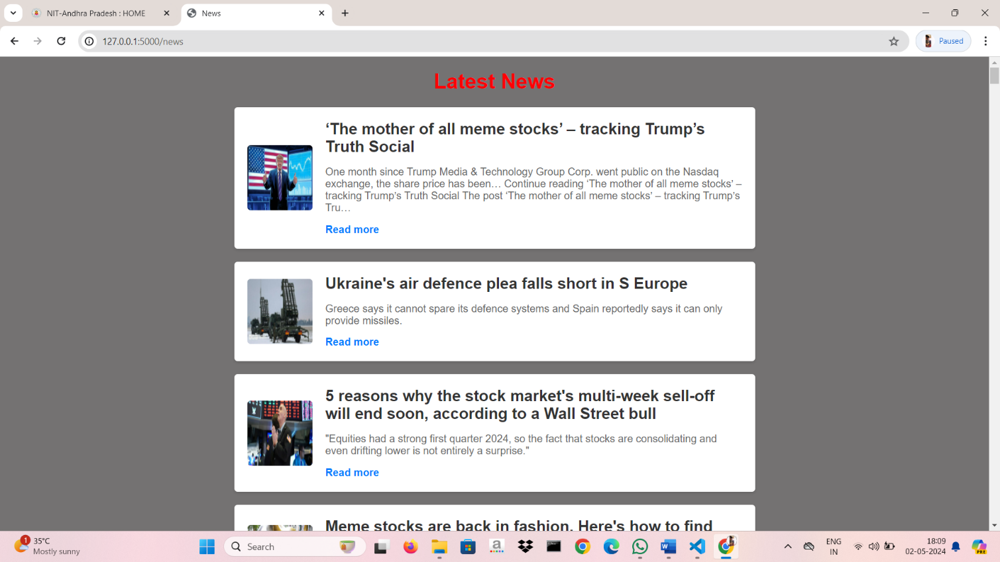 NIT-Andhra Pradesh : HOME
News
127.0.0.1:5000/news
Paused
Latest News
‘The mother of all meme stocks’ – tracking Trump’s
Truth Social
One month since Trump Media & Technology Group Corp. went public on the Nasdaq
exchange, the share price has been… Continue reading ‘The mother of all meme stocks’ –
tracking Trump’s Truth Social The post ‘The mother of all meme stocks’ – tracking Trump’s
Tru…
Read more
Ukraine's air defence plea falls short in S Europe
Greece says it cannot spare its defence systems and Spain reportedly says it can only
provide missiles.
Read more
5 reasons why the stock market's multi-week sell-off
will end soon, according to a Wall Street bull
"Equities had a strong first quarter 2024, so the fact that stocks are consolidating and
even drifting lower is not entirely a surprise."
Read more
Meme stocks are back in fashion. Here's how to find
1
35°C
Mostly sunny
Search
a
W
ENG
IN
18:09
02-05-2024
PRE